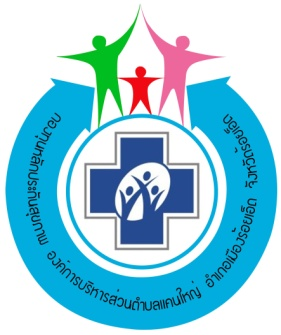 กองทุนหลักประกันสุขภาพ องค์การบริหารส่วนตำบลแคนใหญ่ อำเภอเมืองร้อยเอ็ด จังหวัดร้อยเอ็ด